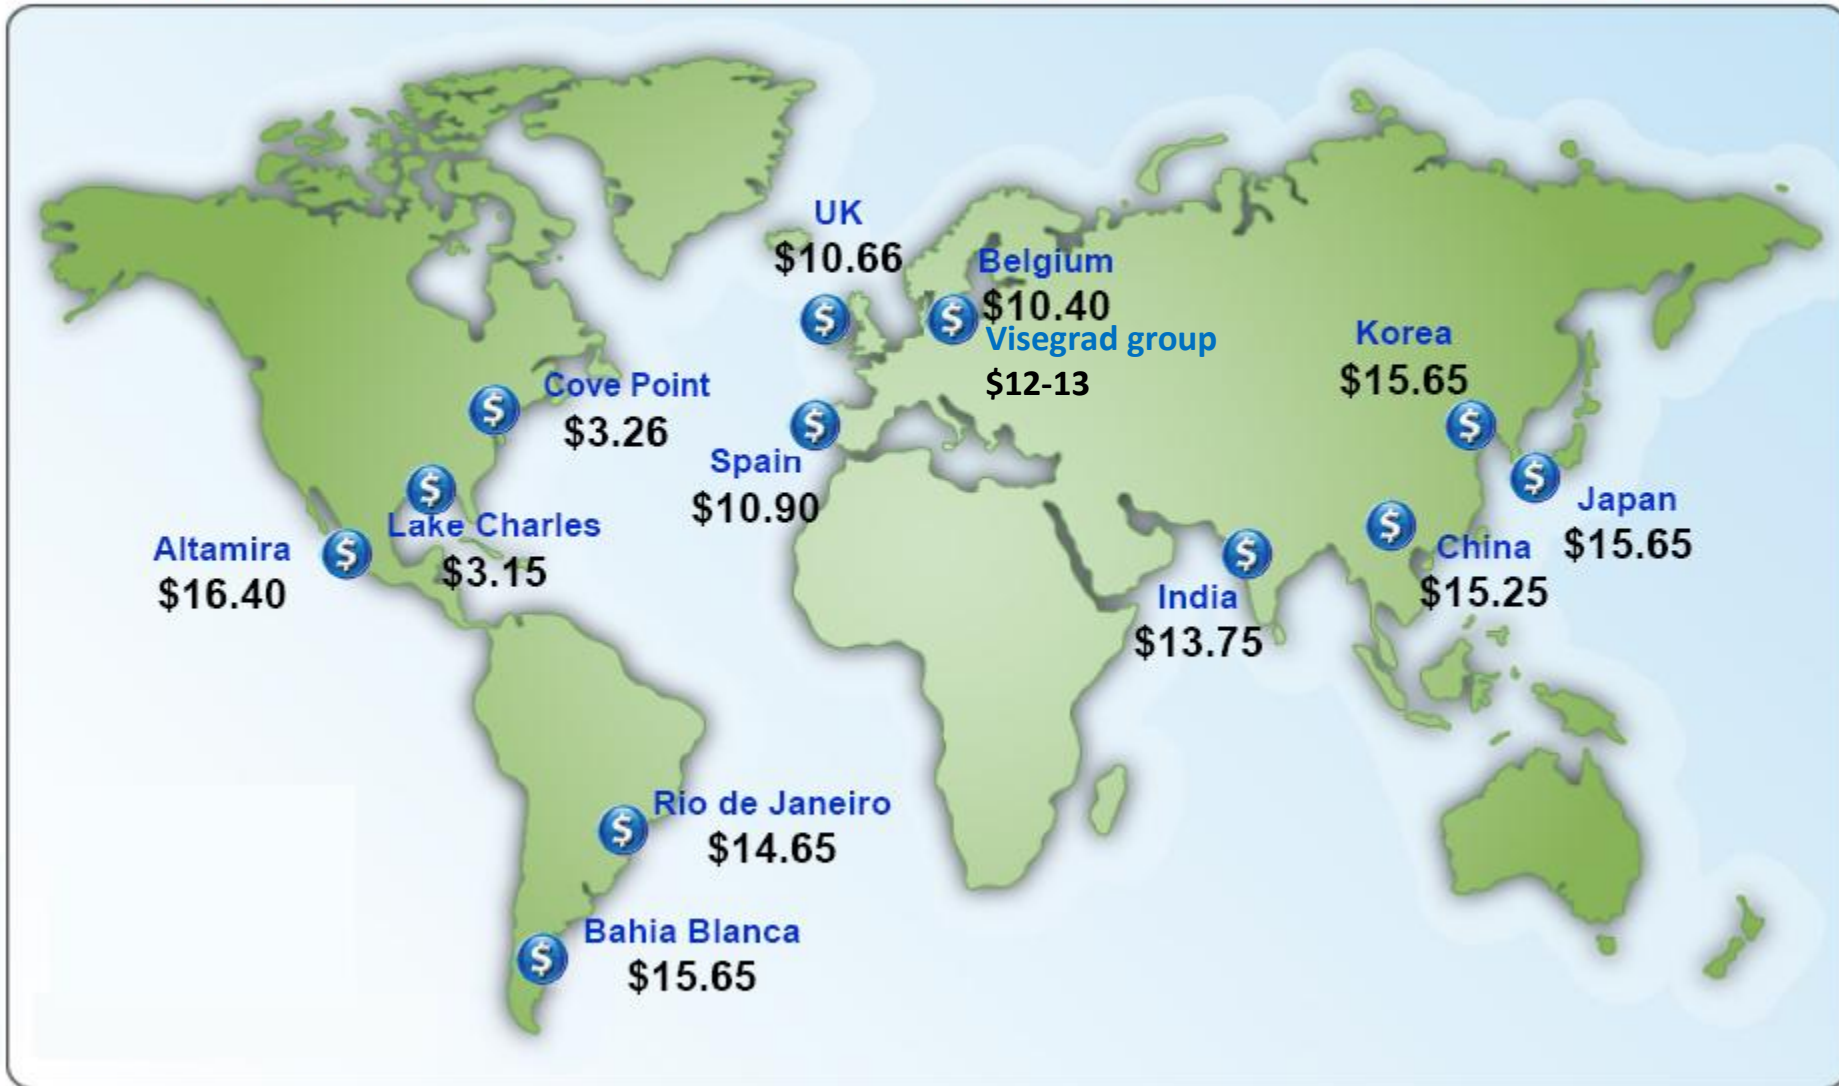 UK
$10.66
Belgium
$10.40
Visegrad group
$12-13
Korea
$15.65
Cove Point
$3.26
Spain
$10.90
Japan
$15.65
Lake Charles
$3.15
Altamira
$16.40
China
$15.25
India
$13.75
Rio de Janeiro
$14.65
Bahia Blanca
$15.65